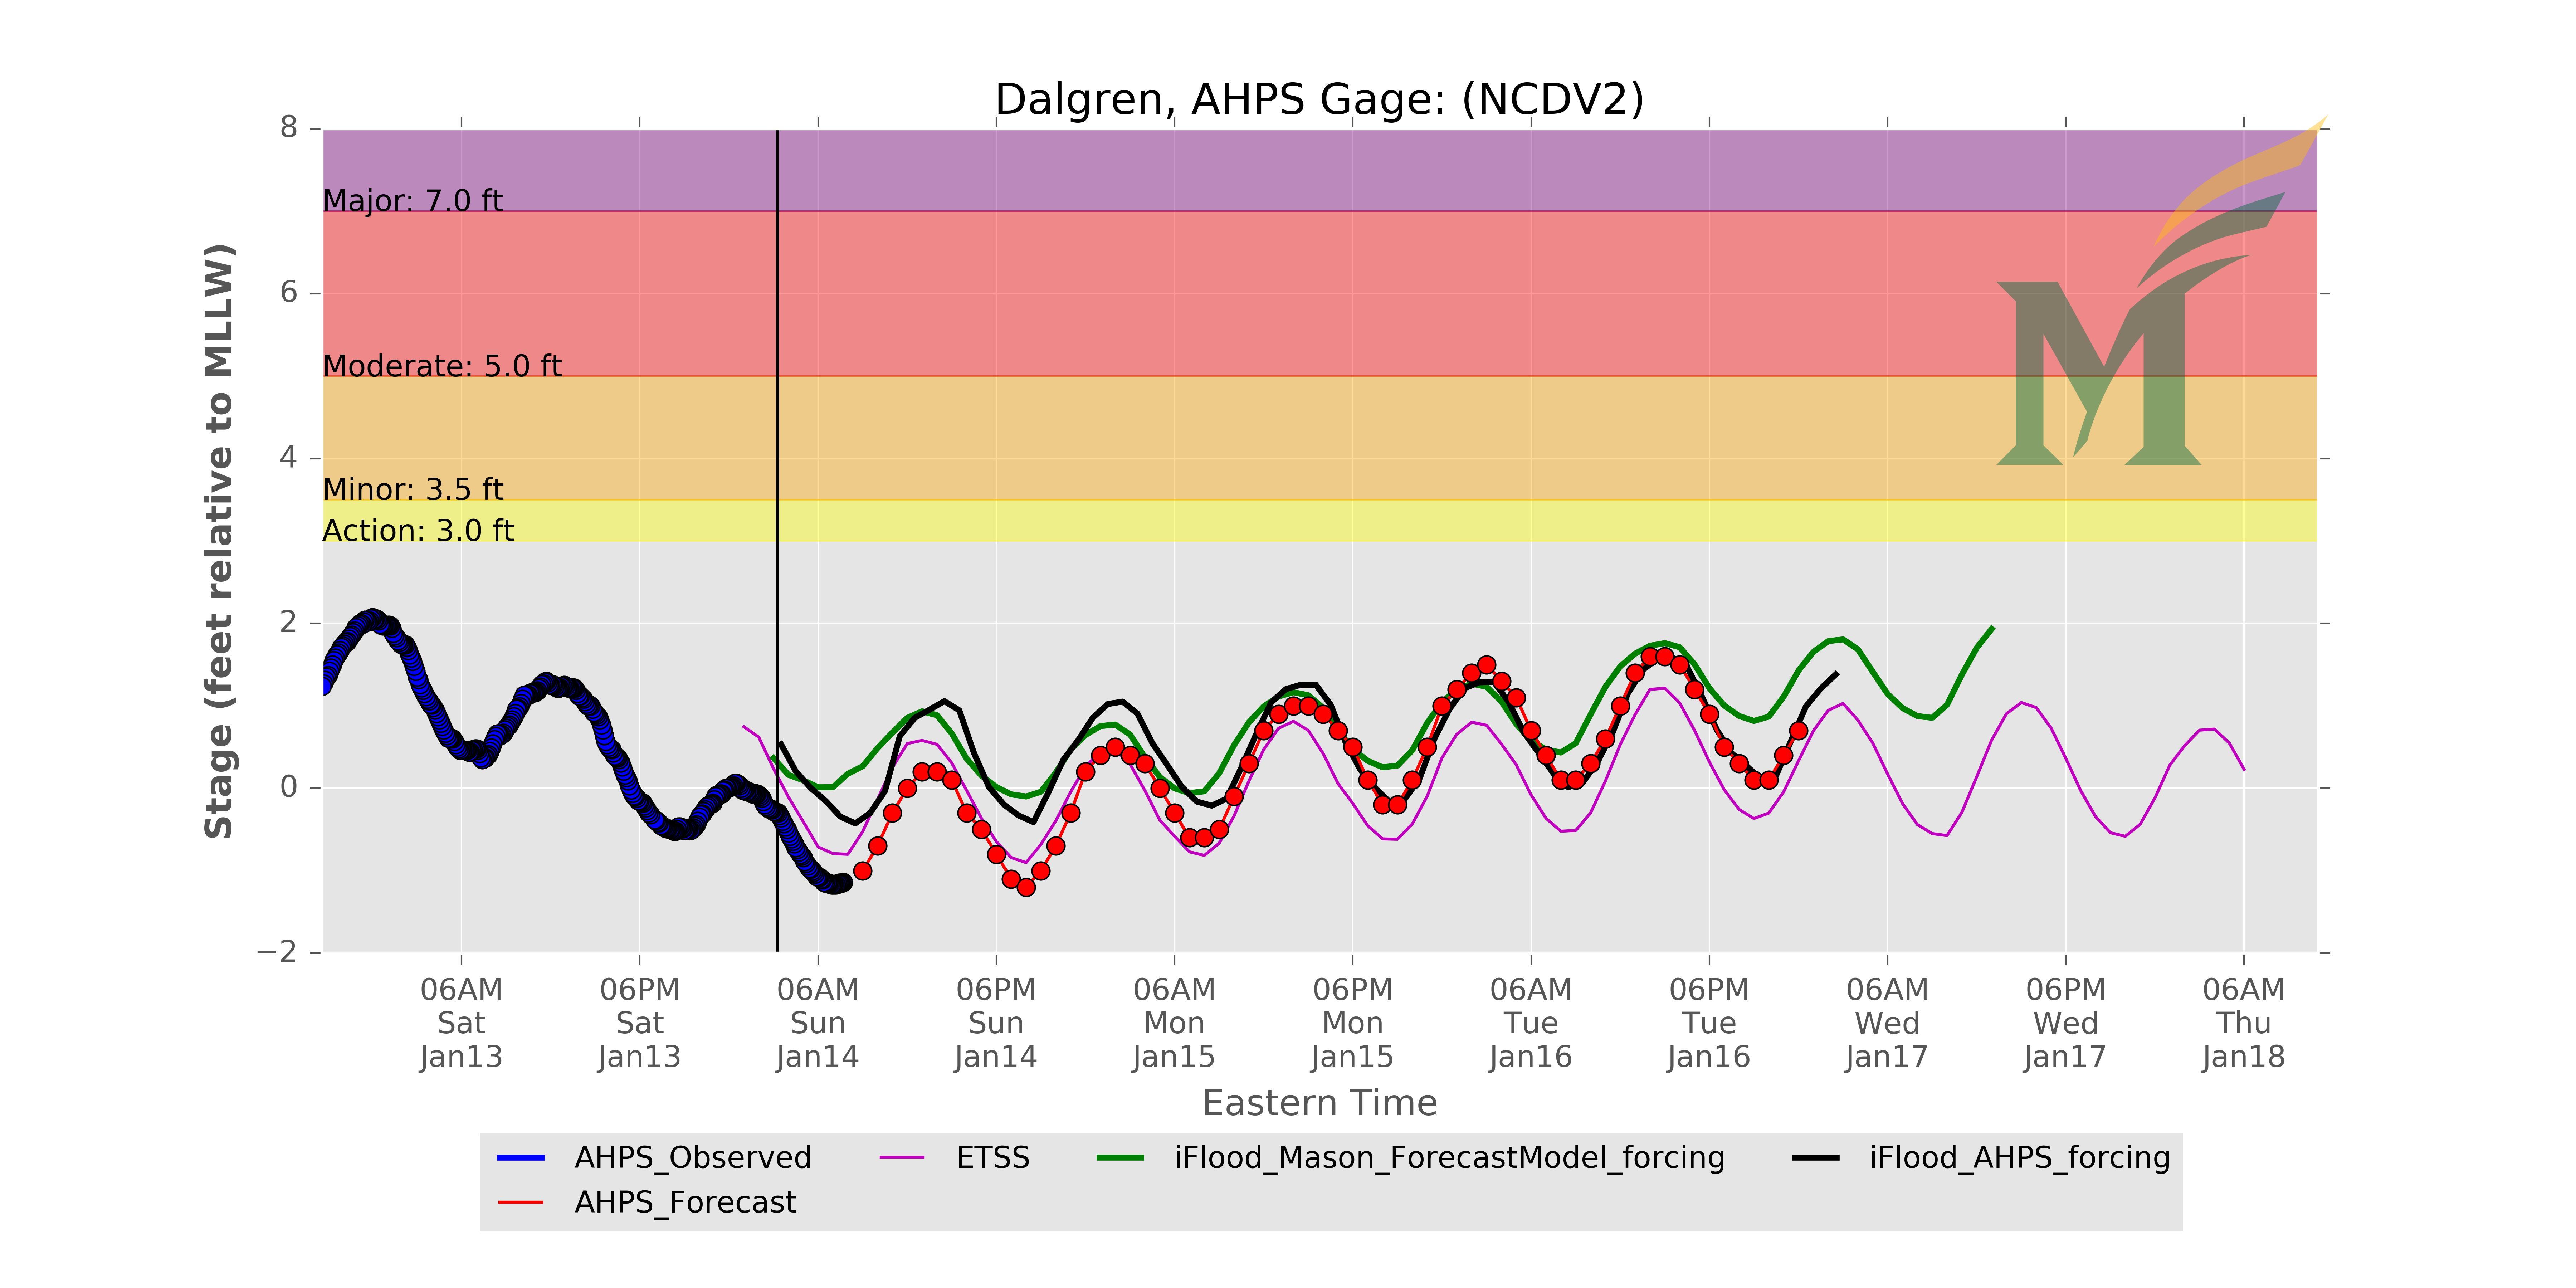 Dalgren, AHPS Gage: (NCDV2)
8
6
4
2
0
−2
Stage (feet relative to MLLW)
Major: 7.0 ft
Moderate: 5.0 ft
Minor: 3.5 ft
Action: 3.0 ft
06AM 06PM 06AM 06PM 06AM 06PM 06AM 06PM 06AM 06PM 06AM
Sat Sat Sun Sun Mon Mon Tue Tue Wed Wed Thu
Jan13 Jan13 Jan14 Jan14 Jan15 Jan15 Jan16 Jan16 Jan17 Jan17 Jan18
Eastern Time
AHPS_Observed ETSS iFlood_Mason_ForecastModel_forcing iFlood_AHPS_forcing
AHPS_Forecast
M